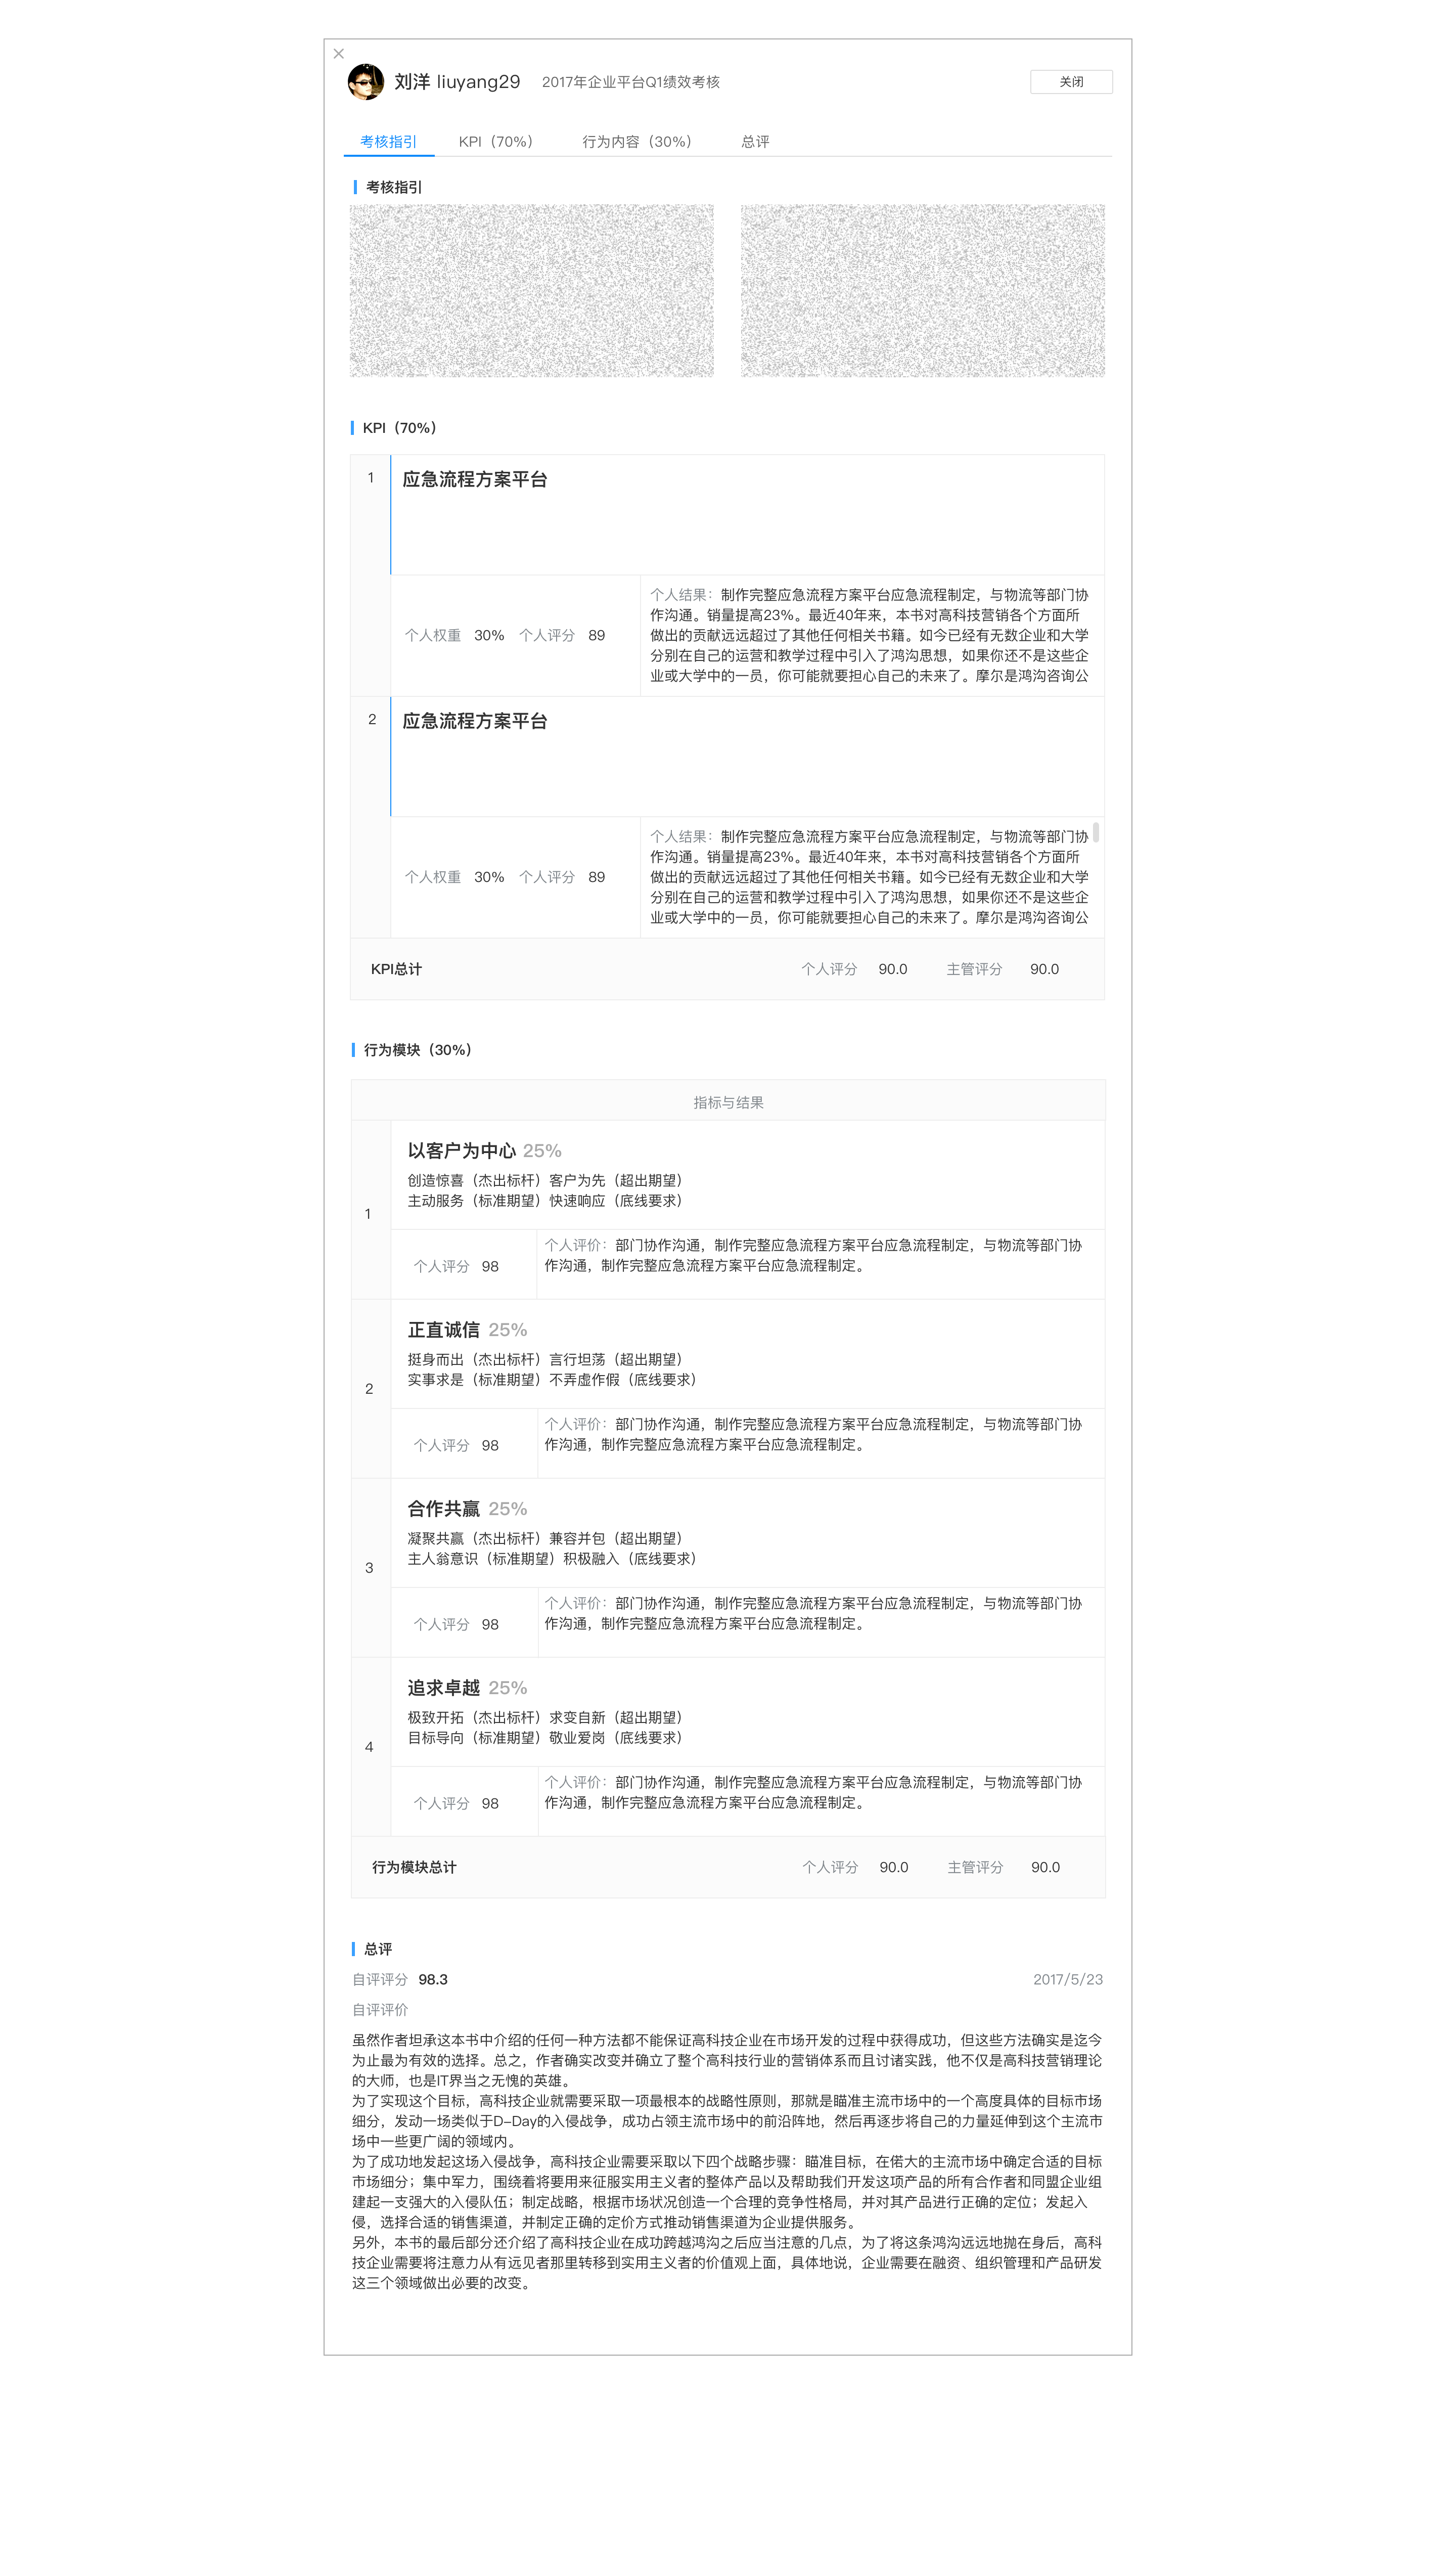 刘洋 liuyang29 2017年企业平台Q1绩效考核 关闭
考核指引 KPI（70%） 行为内容（30%） 总评
考核指引
KPI（70%）
1 应急流程方案平台
个人权重 30% 个人评分 89
个人结果：制作完整应急流程方案平台应急流程制定，与物流等部门协
作沟通。销量提高23%。最近40年来，本书对高科技营销各个方面所
做出的贡献远远超过了其他任何相关书籍。如今已经有无数企业和大学
分别在自己的运营和教学过程中引入了鸿沟思想，如果你还不是这些企
业或大学中的一员，你可能就要担心自己的未来了。摩尔是鸿沟咨询公
2 应急流程方案平台
个人权重 30% 个人评分 89
个人结果：制作完整应急流程方案平台应急流程制定，与物流等部门协
作沟通。销量提高23%。最近40年来，本书对高科技营销各个方面所
做出的贡献远远超过了其他任何相关书籍。如今已经有无数企业和大学
分别在自己的运营和教学过程中引入了鸿沟思想，如果你还不是这些企
业或大学中的一员，你可能就要担心自己的未来了。摩尔是鸿沟咨询公
KPI总计 个人评分 90.0 主管评分 90.0
行为模块（30%）
指标与结果
1
以客户为中心 25%
创造惊喜（杰出标杆）客户为先（超出期望）
主动服务（标准期望）快速响应（底线要求）
个人评分 98
个人评价：部门协作沟通，制作完整应急流程方案平台应急流程制定，与物流等部门协
作沟通，制作完整应急流程方案平台应急流程制定。
2
正直诚信 25%
挺身而出（杰出标杆）言行坦荡（超出期望）
实事求是（标准期望）不弄虚作假（底线要求）
个人评分 98
个人评价：部门协作沟通，制作完整应急流程方案平台应急流程制定，与物流等部门协
作沟通，制作完整应急流程方案平台应急流程制定。
3
合作共赢 25%
凝聚共赢（杰出标杆）兼容并包（超出期望）
主人翁意识（标准期望）积极融入（底线要求）
个人评分 98
个人评价：部门协作沟通，制作完整应急流程方案平台应急流程制定，与物流等部门协
作沟通，制作完整应急流程方案平台应急流程制定。
4
追求卓越 25%
极致开拓（杰出标杆）求变自新（超出期望）
目标导向（标准期望）敬业爱岗（底线要求）
个人评分 98
个人评价：部门协作沟通，制作完整应急流程方案平台应急流程制定，与物流等部门协
作沟通，制作完整应急流程方案平台应急流程制定。
行为模块总计 个人评分 90.0 主管评分 90.0
总评
自评评分 98.3 2017/5/23
自评评价
虽然作者坦承这本书中介绍的任何一种方法都不能保证高科技企业在市场开发的过程中获得成功，但这些方法确实是迄今
为止最为有效的选择。总之，作者确实改变并确立了整个高科技行业的营销体系而且讨诸实践，他不仅是高科技营销理论
的大师，也是IT界当之无愧的英雄。
为了实现这个目标，高科技企业就需要采取一项最根本的战略性原则，那就是瞄准主流市场中的一个高度具体的目标市场
细分，发动一场类似于D-Day的入侵战争，成功占领主流市场中的前沿阵地，然后再逐步将自己的力量延伸到这个主流市
场中一些更广阔的领域内。
为了成功地发起这场入侵战争，高科技企业需要采取以下四个战略步骤：瞄准目标，在偌大的主流市场中确定合适的目标
市场细分；集中军力，围绕着将要用来征服实用主义者的整体产品以及帮助我们开发这项产品的所有合作者和同盟企业组
建起一支强大的入侵队伍；制定战略，根据市场状况创造一个合理的竞争性格局，并对其产品进行正确的定位；发起入
侵，选择合适的销售渠道，并制定正确的定价方式推动销售渠道为企业提供服务。
另外，本书的最后部分还介绍了高科技企业在成功跨越鸿沟之后应当注意的几点，为了将这条鸿沟远远地抛在身后，高科
技企业需要将注意力从有远见者那里转移到实用主义者的价值观上面，具体地说，企业需要在融资、组织管理和产品研发
这三个领域做出必要的改变。